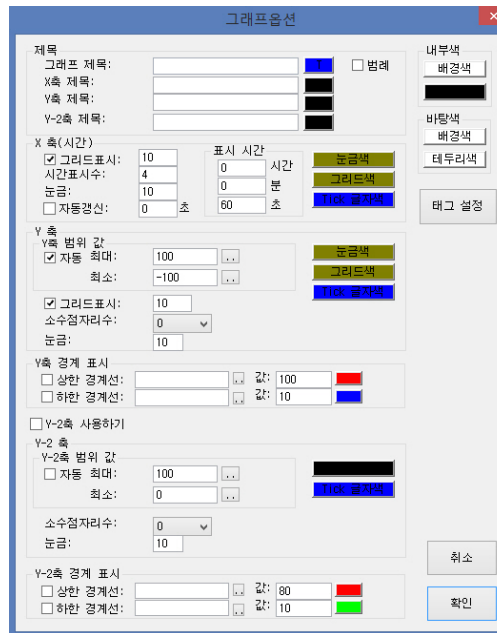 그래프옵션
제목
그래프 제목: T 범례
X축 제목:
Y축 제목:
Y-2축 제목:
내부색
배경색
바탕색
배경색
테두리색
태그 설정
X 축(시간)
그리드표시: 10
시간표시수: 4
눈금: 10
자동갱신: 0 초
표시 시간
0 시간
0 분
60 초
눈금색
그리드색
Tick 글자색
Y 축
Y축 범위 값
자동 최대: 100 ..
최소: -100 ..
그리드표시: 10
소수점자리수: 0
눈금: 10
눈금색
그리드색
Tick 글자색
Y축 경계 표시
상한 경계선: .. 값: 100
하한 경계선: .. 값: 10
Y-2축 사용하기
Y-2 축
Y-2축 범위 값
자동 최대: 100 ..
최소: 0 ..
소수점자리수: 0
눈금: 10
Tick 글자색
Y-2축 경계 표시
상한 경계선: .. 값: 80
하한 경계선: .. 값: 10
취소
확인